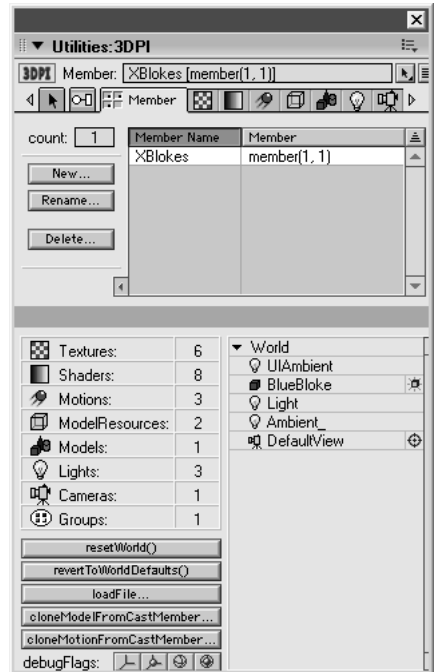 Utilities:3DPI
3DPI Member: XBlokes [member(1, 1)]
Member
count: 1
Member Name Member
XBlokes member(1, 1)
New...
Rename...
Delete...
Textures: 6
Shaders: 8
Motions: 3
ModelResources: 2
Models: 1
Lights: 3
Cameras: 1
Groups: 1
World
UIAmbient
BlueBloke
Light
Ambient_
DefaultView
resetWorld()
revertToWorldDefaults()
loadFile...
cloneModelFromCastMember...
cloneMotionFromCastMember...
debugFlags: